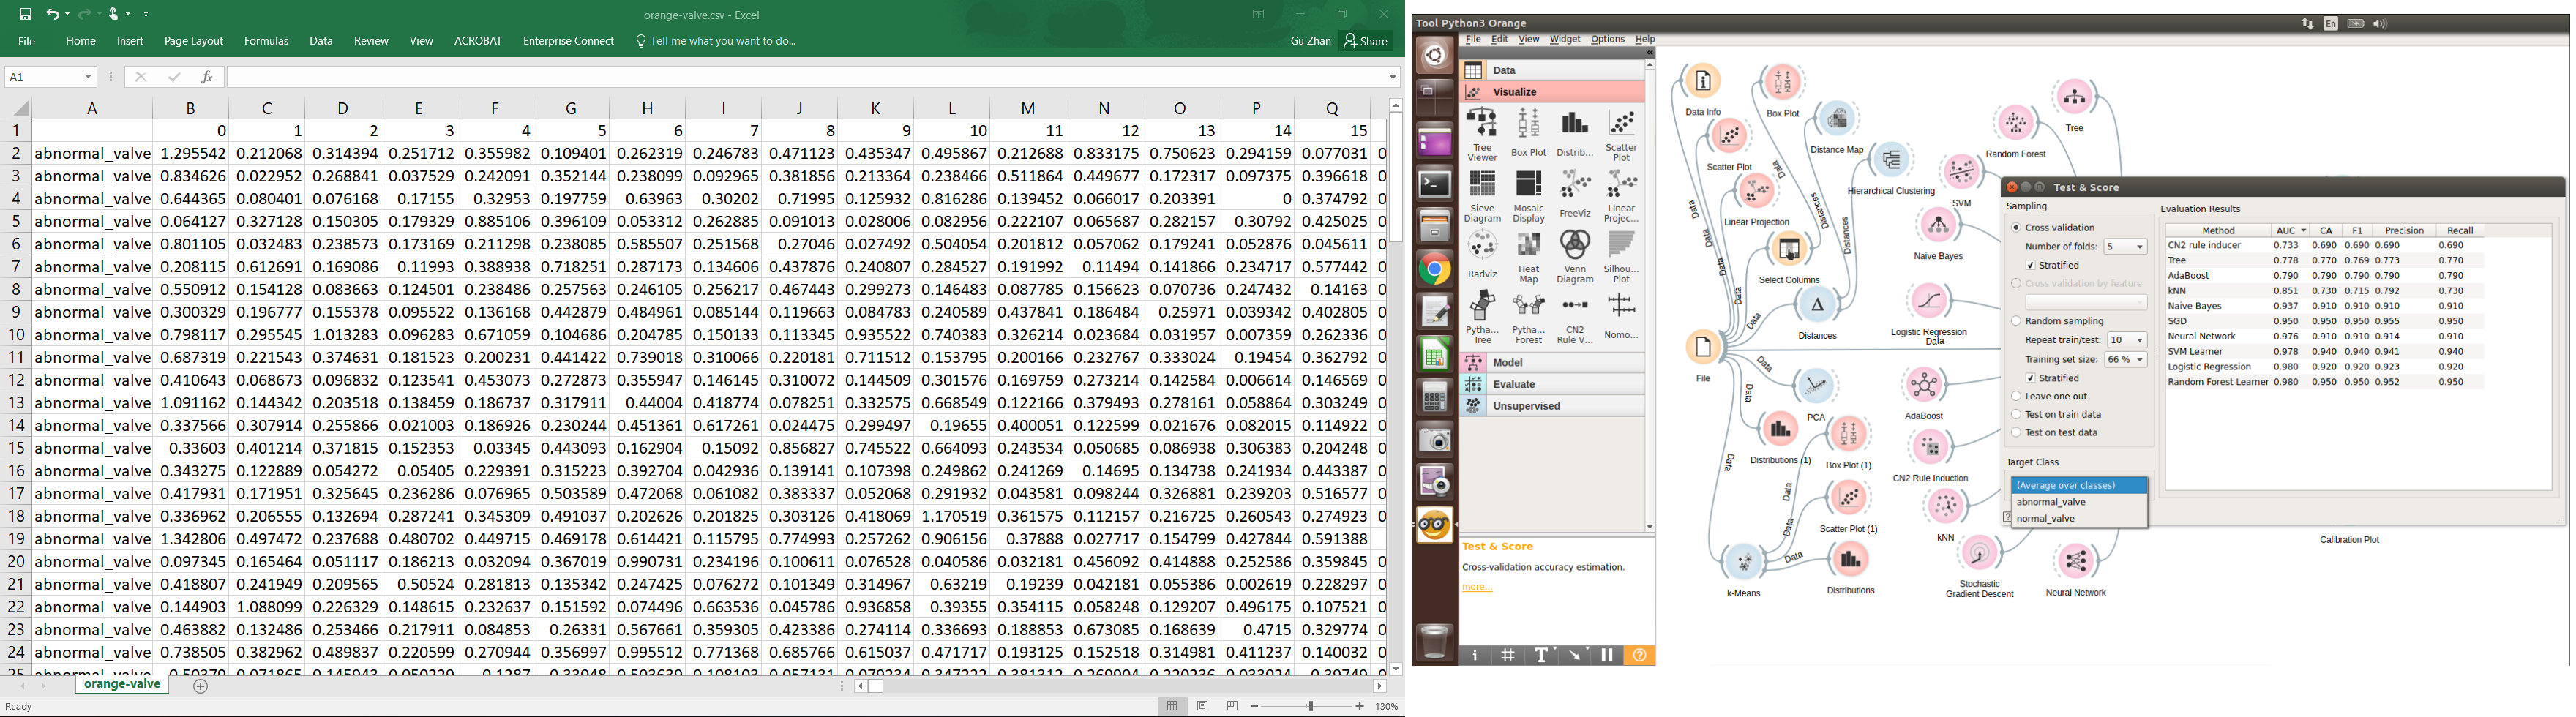 orange-valve.csv - Excel
File Home Insert Page Layout Formulas Data Review View ACROBAT Enterprise Connect Tell me what you want to do... Gu Zhan Share
A1 fx
A B C D E F G H I J K L M N O P Q
1 0 1 2 3 4 5 6 7 8 9 10 11 12 13 14 15
2 abnormal_valve 1.295542 0.212068 0.314394 0.251712 0.355982 0.109401 0.262319 0.246783 0.471123 0.435347 0.495867 0.212688 0.833175 0.750623 0.294159 0.077031 0
3 abnormal_valve 0.834626 0.022952 0.268841 0.037529 0.242091 0.352144 0.238099 0.092965 0.381856 0.213364 0.238466 0.511864 0.449677 0.172317 0.097375 0.396618 0
4 abnormal_valve 0.644365 0.080401 0.076168 0.17155 0.32953 0.197759 0.63963 0.30202 0.71995 0.125932 0.816286 0.139452 0.066017 0.203391 0 0.374792 0
5 abnormal_valve 0.064127 0.327128 0.150305 0.179329 0.885106 0.396109 0.053312 0.262885 0.091013 0.028006 0.082956 0.222107 0.065687 0.282157 0.30792 0.425025 0
6 abnormal_valve 0.801105 0.032483 0.238573 0.173169 0.211298 0.238085 0.585507 0.251568 0.27046 0.027492 0.504054 0.201812 0.057062 0.179241 0.052876 0.045611 0
7 abnormal_valve 0.208115 0.612691 0.169086 0.11993 0.388938 0.718251 0.287173 0.134606 0.437876 0.240807 0.284527 0.191992 0.11494 0.141866 0.234717 0.577442 0
8 abnormal_valve 0.550912 0.154128 0.083663 0.124501 0.238486 0.257563 0.246105 0.256217 0.467443 0.299273 0.146483 0.087785 0.156623 0.070736 0.247432 0.14163 0
9 abnormal_valve 0.300329 0.196777 0.155378 0.095522 0.136168 0.442879 0.484961 0.085144 0.119663 0.084783 0.240589 0.437841 0.186484 0.25971 0.039342 0.402805 0
10 abnormal_valve 0.798117 0.295545 1.013283 0.096283 0.671059 0.104686 0.204785 0.150133 0.113345 0.935522 0.740383 0.326214 0.023684 0.031957 0.007359 0.262336 0
11 abnormal_valve 0.687319 0.221543 0.374631 0.181523 0.200231 0.441422 0.739018 0.310066 0.220181 0.711512 0.153795 0.200166 0.232767 0.333024 0.19454 0.362792 0
12 abnormal_valve 0.410643 0.068673 0.096832 0.123541 0.453073 0.272873 0.355947 0.146145 0.310072 0.144509 0.301576 0.169759 0.273214 0.142584 0.006614 0.146569 0
13 abnormal_valve 1.091162 0.144342 0.203518 0.138459 0.186737 0.317911 0.44004 0.418774 0.078251 0.332575 0.668549 0.122166 0.379493 0.278161 0.058864 0.303249 0
14 abnormal_valve 0.337566 0.307914 0.255866 0.021003 0.186926 0.230244 0.451361 0.617261 0.024475 0.299497 0.19655 0.400051 0.122599 0.021676 0.082015 0.114922 0
15 abnormal_valve 0.33603 0.401214 0.371815 0.152353 0.03345 0.443093 0.162904 0.15092 0.856827 0.745522 0.664093 0.243534 0.050685 0.086938 0.306383 0.204248 0
16 abnormal_valve 0.343275 0.122889 0.054272 0.05405 0.229391 0.315223 0.392704 0.042936 0.139141 0.107398 0.249862 0.241269 0.14695 0.134738 0.241934 0.443387 0
17 abnormal_valve 0.417931 0.171951 0.325645 0.236286 0.076965 0.503589 0.472068 0.061082 0.383337 0.052068 0.291932 0.043581 0.098244 0.326881 0.239203 0.516577 0
18 abnormal_valve 0.336962 0.206555 0.132694 0.287241 0.345309 0.491037 0.202626 0.201825 0.303126 0.418069 1.170519 0.361575 0.112157 0.216725 0.260543 0.274923 0
19 abnormal_valve 1.342806 0.497472 0.237688 0.480702 0.449715 0.469178 0.614421 0.115795 0.774993 0.257262 0.906156 0.37888 0.027717 0.154799 0.427844 0.591388
20 abnormal_valve 0.097345 0.165464 0.051117 0.186213 0.032094 0.367019 0.990731 0.234196 0.100611 0.076528 0.040586 0.032181 0.456092 0.414888 0.252586 0.359845 0
21 abnormal_valve 0.418807 0.241949 0.209565 0.50524 0.281813 0.135342 0.247425 0.076272 0.101349 0.314967 0.63219 0.19239 0.042181 0.055386 0.002619 0.228297 0
22 abnormal_valve 0.144903 1.088099 0.226329 0.148615 0.232637 0.151592 0.074496 0.663536 0.045786 0.936858 0.39355 0.354115 0.058248 0.129207 0.496175 0.107521 0
23 abnormal_valve 0.463882 0.132486 0.253466 0.217911 0.084853 0.26331 0.567661 0.359305 0.423386 0.274114 0.336693 0.188853 0.673085 0.168639 0.4715 0.329774 0
24 abnormal_valve 0.738505 0.382962 0.489837 0.220599 0.270944 0.356997 0.995512 0.771368 0.685766 0.615037 0.471717 0.193125 0.152518 0.314981 0.411237 0.140032 0
orange-valve
Ready 130%
Tool Python3 Orange En
File Edit View Widget Options Help
Data
Visualize
Tree Viewer Box Plot Distrib... Scatter Plot
Sieve Diagram Mosaic Display FreeViz Linear Projec...
Radviz Heat Map Venn Diagram Silhou... Plot
Pytha... Tree Pytha... Forest CN2 Rule V... Nomo...
Model
Evaluate
Unsupervised
Test & Score
Cross-validation accuracy estimation.
more...
Data Info
Box Plot
Scatter Plot
Distance Map
Random Forest
Tree
Linear Projection
Hierarchical Clustering
SVM
Select Columns
Naive Bayes
Distances
Logistic Regression
Data
File
PCA
AdaBoost
Distributions (1)
Box Plot (1)
CN2 Rule Induction
Scatter Plot (1)
kNN
k-Means
Distributions
Stochastic
Gradient Descent
Neural Network
Calibration Plot
Data
Data
Data
Data
Data
Data
Data
Data
Data
Data
Data
Data
Distances
Distances
Test & Score
Sampling
Cross validation
Number of folds: 5
Stratified
Cross validation by feature
Random sampling
Repeat train/test: 10
Training set size: 66 %
Stratified
Leave one out
Test on train data
Test on test data
Target Class
(Average over classes)
abnormal_valve
normal_valve
Evaluation Results
Method AUC CA F1 Precision Recall
CN2 rule inducer 0.733 0.690 0.690 0.690 0.690
Tree 0.778 0.770 0.769 0.773 0.770
AdaBoost 0.790 0.790 0.790 0.790 0.790
kNN 0.851 0.730 0.715 0.792 0.730
Naive Bayes 0.937 0.910 0.910 0.910 0.910
SGD 0.950 0.950 0.950 0.955 0.950
Neural Network 0.976 0.910 0.910 0.914 0.910
SVM Learner 0.978 0.940 0.940 0.941 0.940
Logistic Regression 0.980 0.920 0.920 0.923 0.920
Random Forest Learner 0.980 0.950 0.950 0.952 0.950